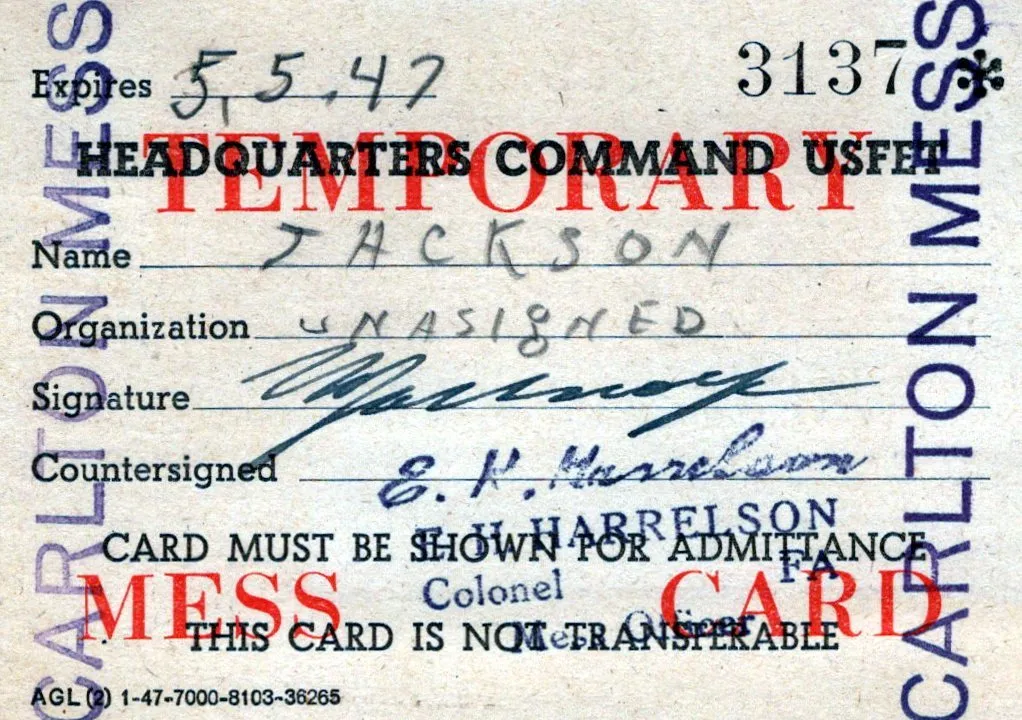 Expires 5.5.47 3137 *
HEADQUARTERS COMMAND USFET
TEMPORARY
Name JACKSON
Organization UNASIGNED
Signature
Countersigned E. H. Harrelson
E. H. HARRELSON
CARD MUST BE SHOWN FOR ADMITTANCE
FA
Colonel
MESS CARD
Mess Officer
THIS CARD IS NOT TRANSFERABLE
AGL (2) 1-47-7000-8103-36265
CARLTON MESS
CARLTON MESS